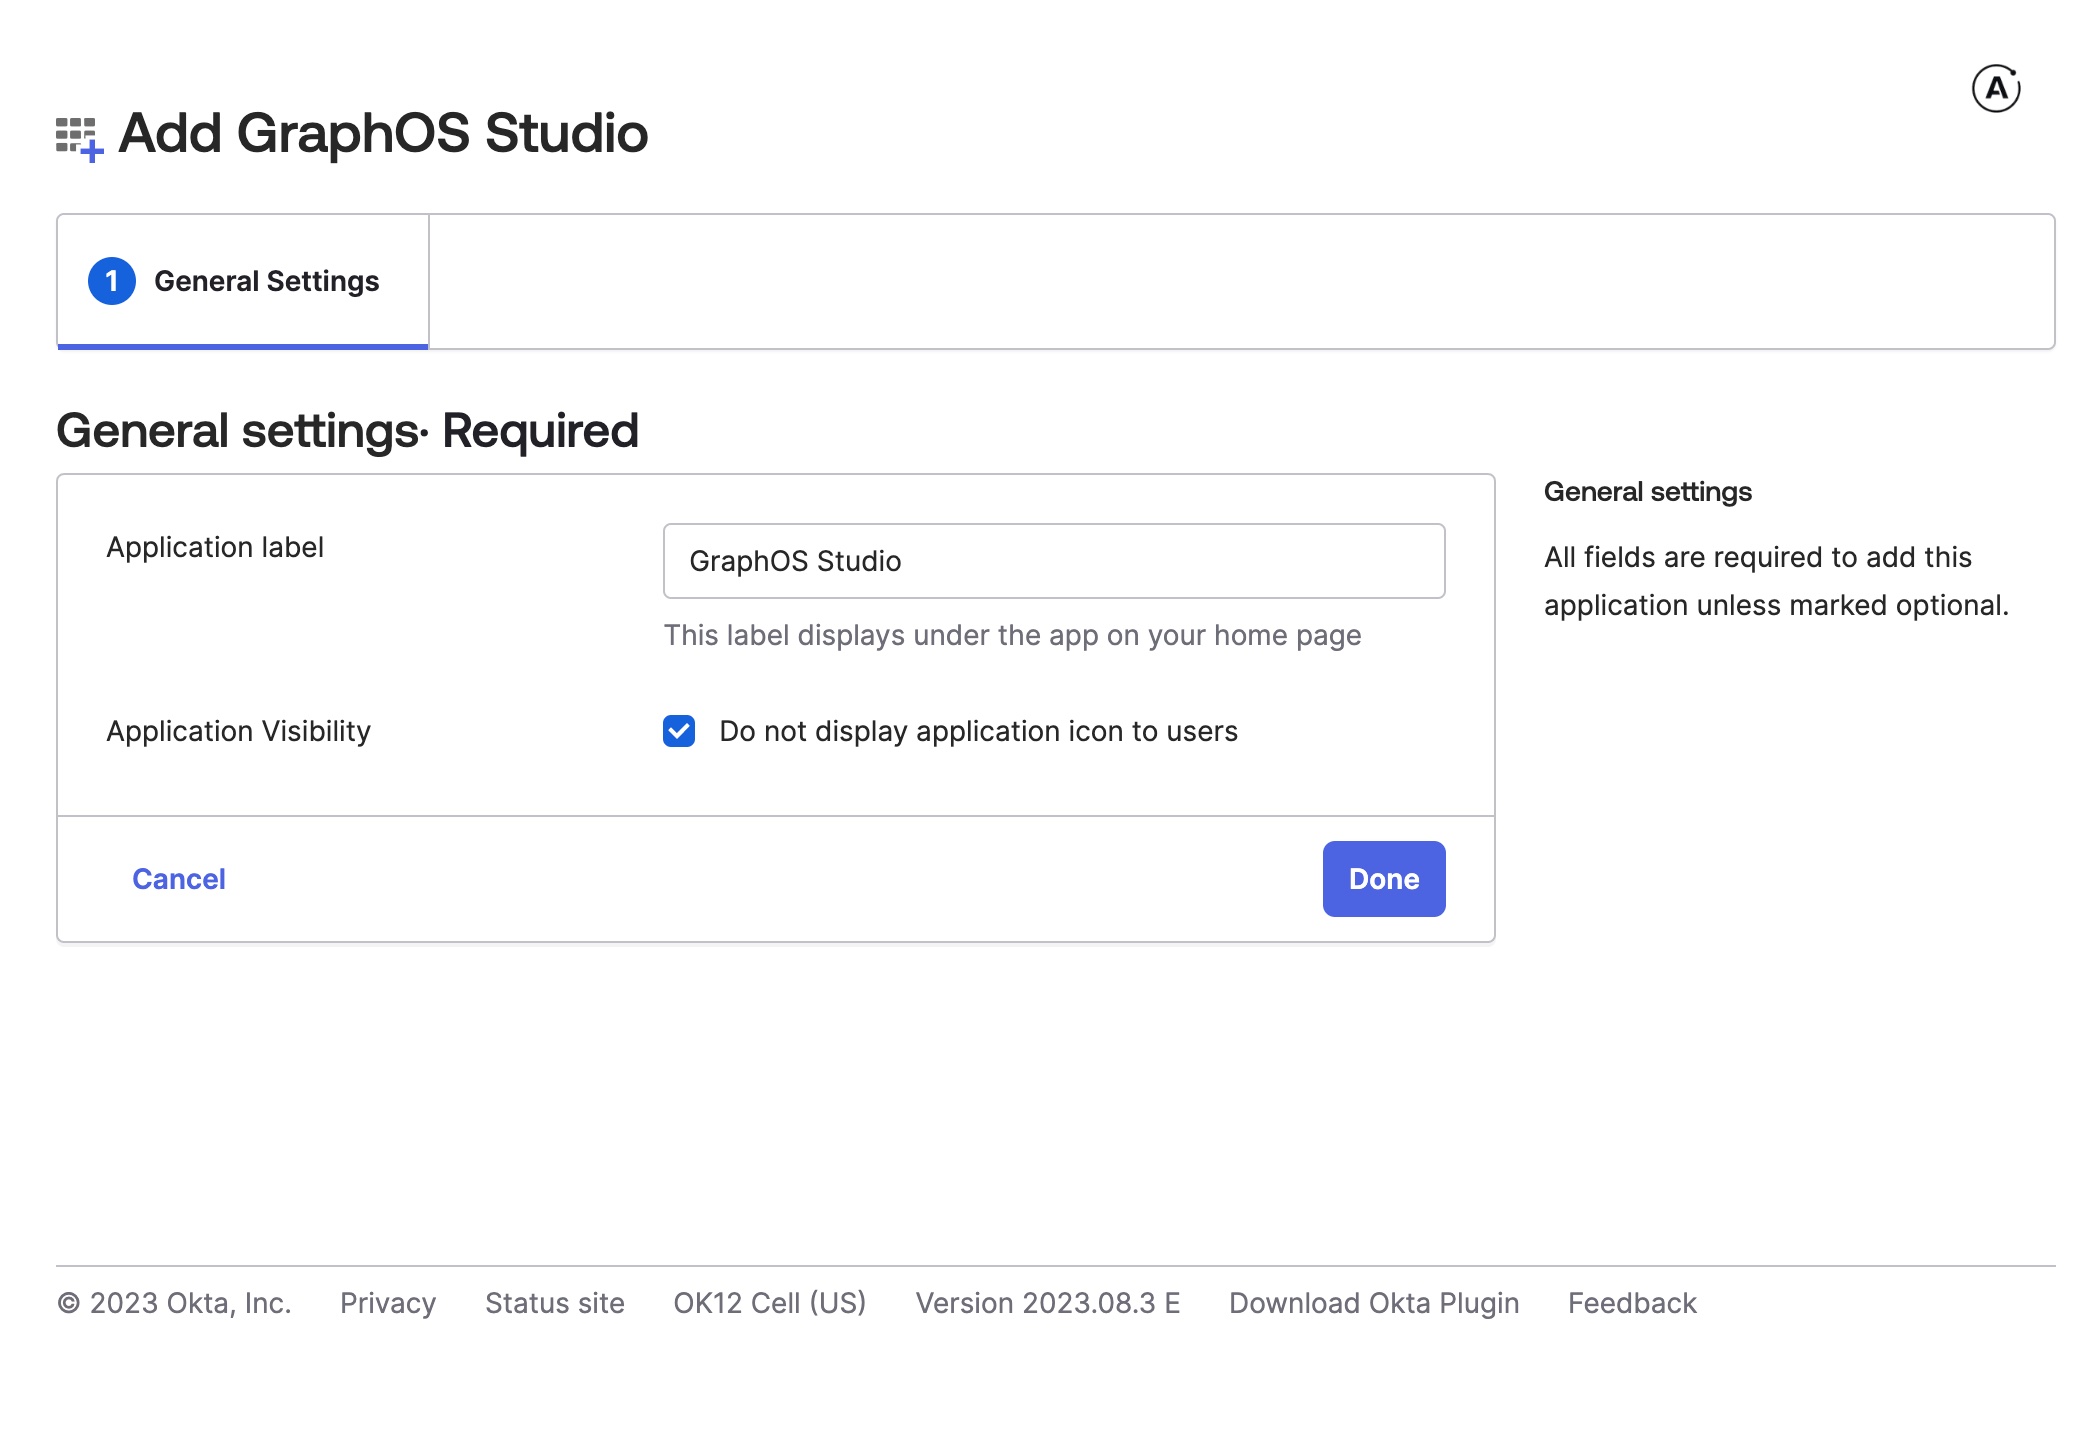 A
Add GraphOS Studio
1 General Settings
General settings· Required
Application label
GraphOS Studio
This label displays under the app on your home page
Application Visibility
Do not display application icon to users
Cancel
Done
General settings
All fields are required to add this
application unless marked optional.
© 2023 Okta, Inc. Privacy Status site OK12 Cell (US) Version 2023.08.3 E Download Okta Plugin Feedback